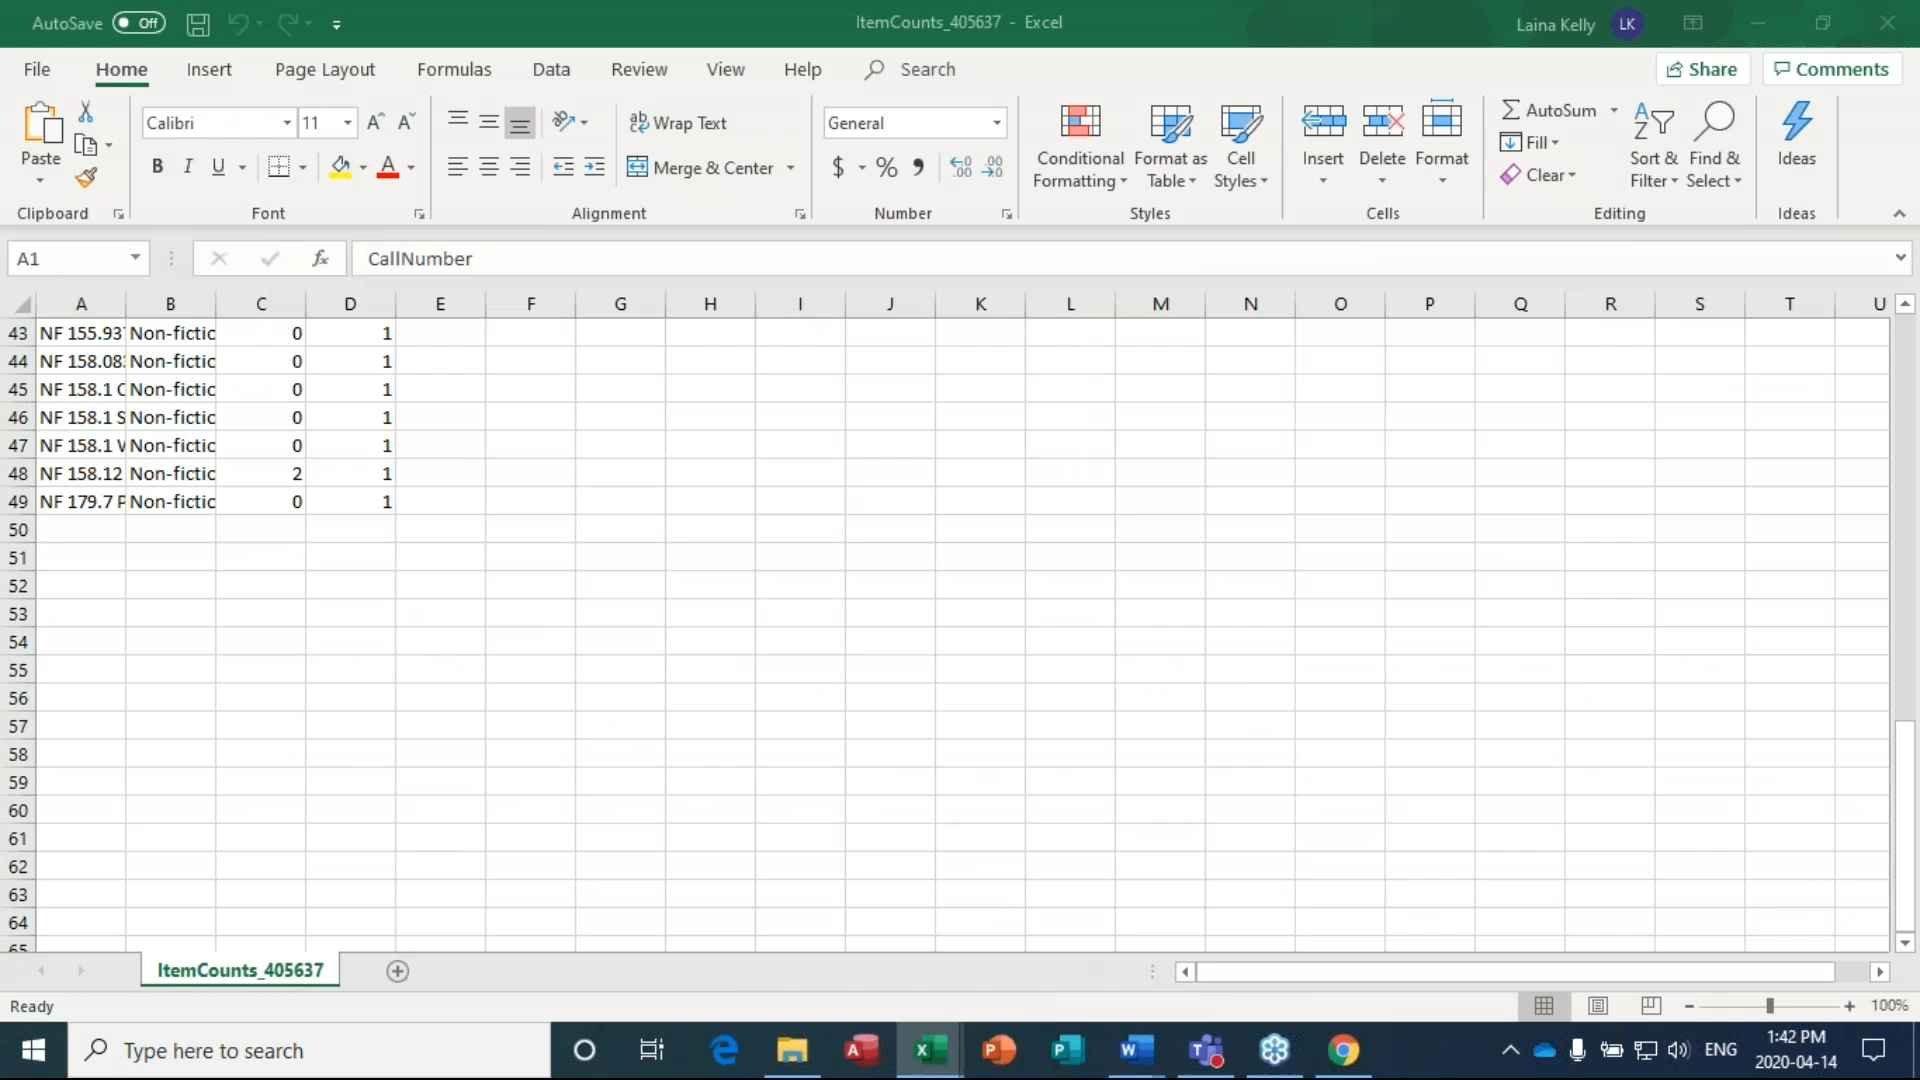 AutoSave Off ItemCounts_405637 - Excel Laina Kelly LK
File Home Insert Page Layout Formulas Data Review View Help Search Share Comments
Calibri 11 Wrap Text General AutoSum
Paste Conditional Format as Cell Insert Delete Format Fill Sort & Find & Ideas
B I U A Merge & Center $ % Formatting Table Styles Clear Filter Select
Clipboard Font Alignment Number Styles Cells Editing Ideas
A1 fx CallNumber
A B C D E F G H I J K L M N O P Q R S T U
43 NF 155.937 Non-fictic 0 1
44 NF 158.08 Non-fictic 0 1
45 NF 158.1 C Non-fictic 0 1
46 NF 158.1 S Non-fictic 0 1
47 NF 158.1 W Non-fictic 0 1
48 NF 158.12 Non-fictic 2 1
49 NF 179.7 P Non-fictic 0 1
50
51
52
53
54
55
56
57
58
59
60
61
62
63
64
65
ItemCounts_405637
Ready 100%
Type here to search ENG 1:42 PM
2020-04-14